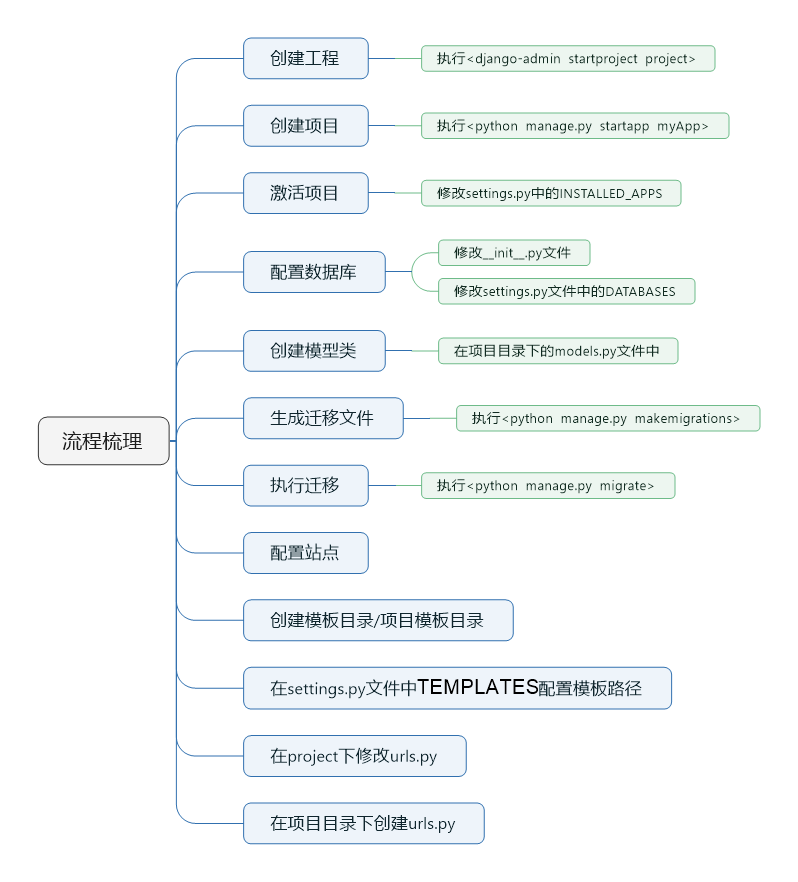 流程梳理
创建工程
执行<django-admin startproject project>
创建项目
执行<python manage.py startapp myApp>
激活项目
修改settings.py中的INSTALLED_APPS
配置数据库
修改__init__.py文件
修改settings.py文件中的DATABASES
创建模型类
在项目目录下的models.py文件中
生成迁移文件
执行<python manage.py makemigrations>
执行迁移
执行<python manage.py migrate>
配置站点
创建模板目录/项目模板目录
在settings.py文件中TEMPLATES配置模板路径
在project下修改urls.py
在项目目录下创建urls.py